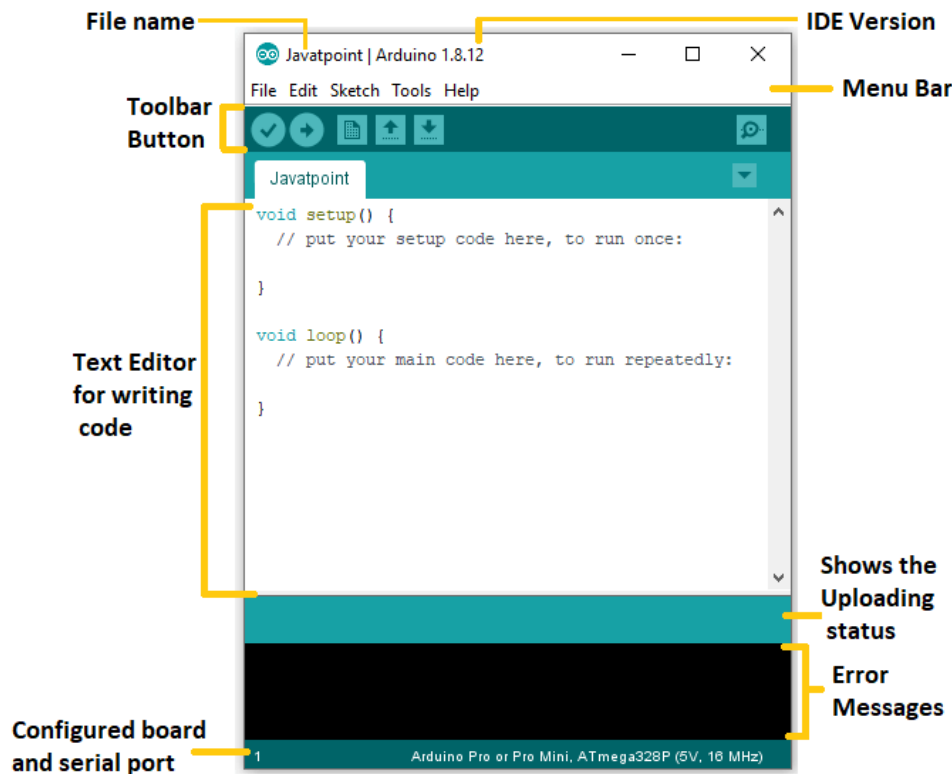 File name
IDE Version
Javatpoint | Arduino 1.8.12
File Edit Sketch Tools Help
Menu Bar
Toolbar
Button
Javatpoint
void setup() {
// put your setup code here, to run once:
}
void loop() {
// put your main code here, to run repeatedly:
}
Text Editor
for writing
code
Shows the
Uploading
status
Error
Messages
Configured board
and serial port
1
Arduino Pro or Pro Mini, ATmega328P (5V, 16 MHz)